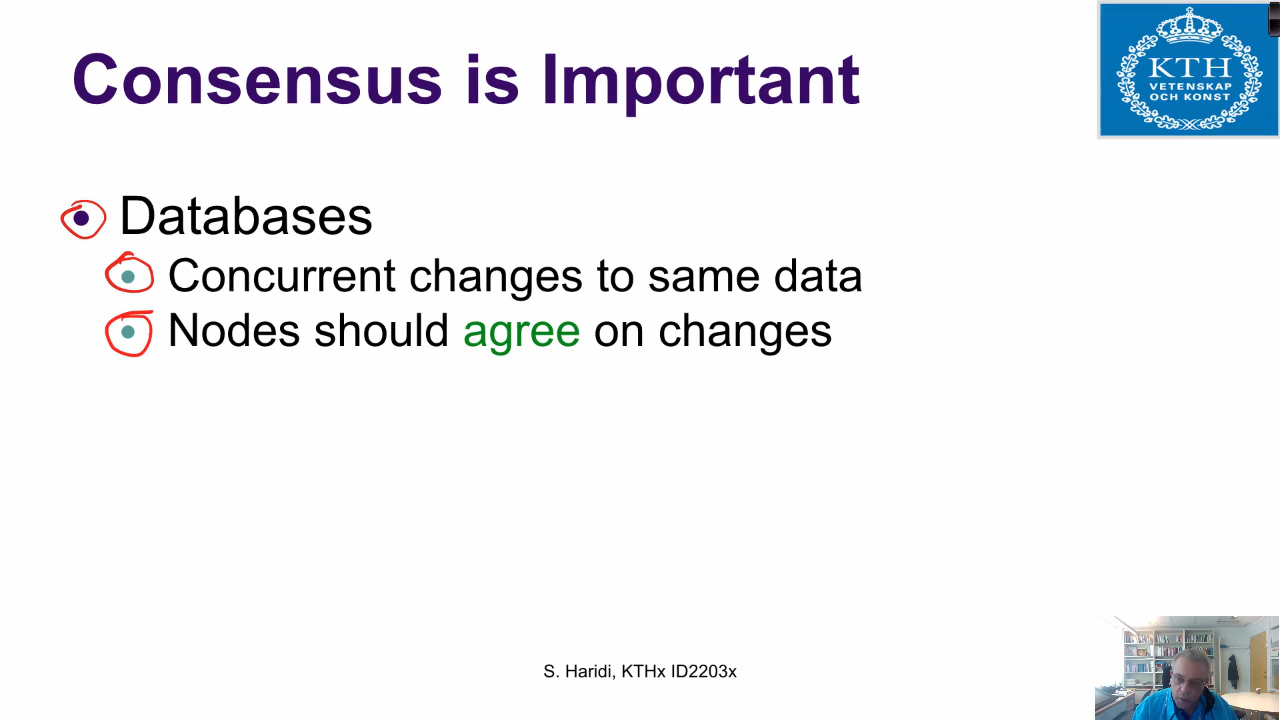 Consensus is Important
KTH
VETENSKAP
OCH KONST
Databases
Concurrent changes to same data
Nodes should agree on changes
S. Haridi, KTHx ID2203x